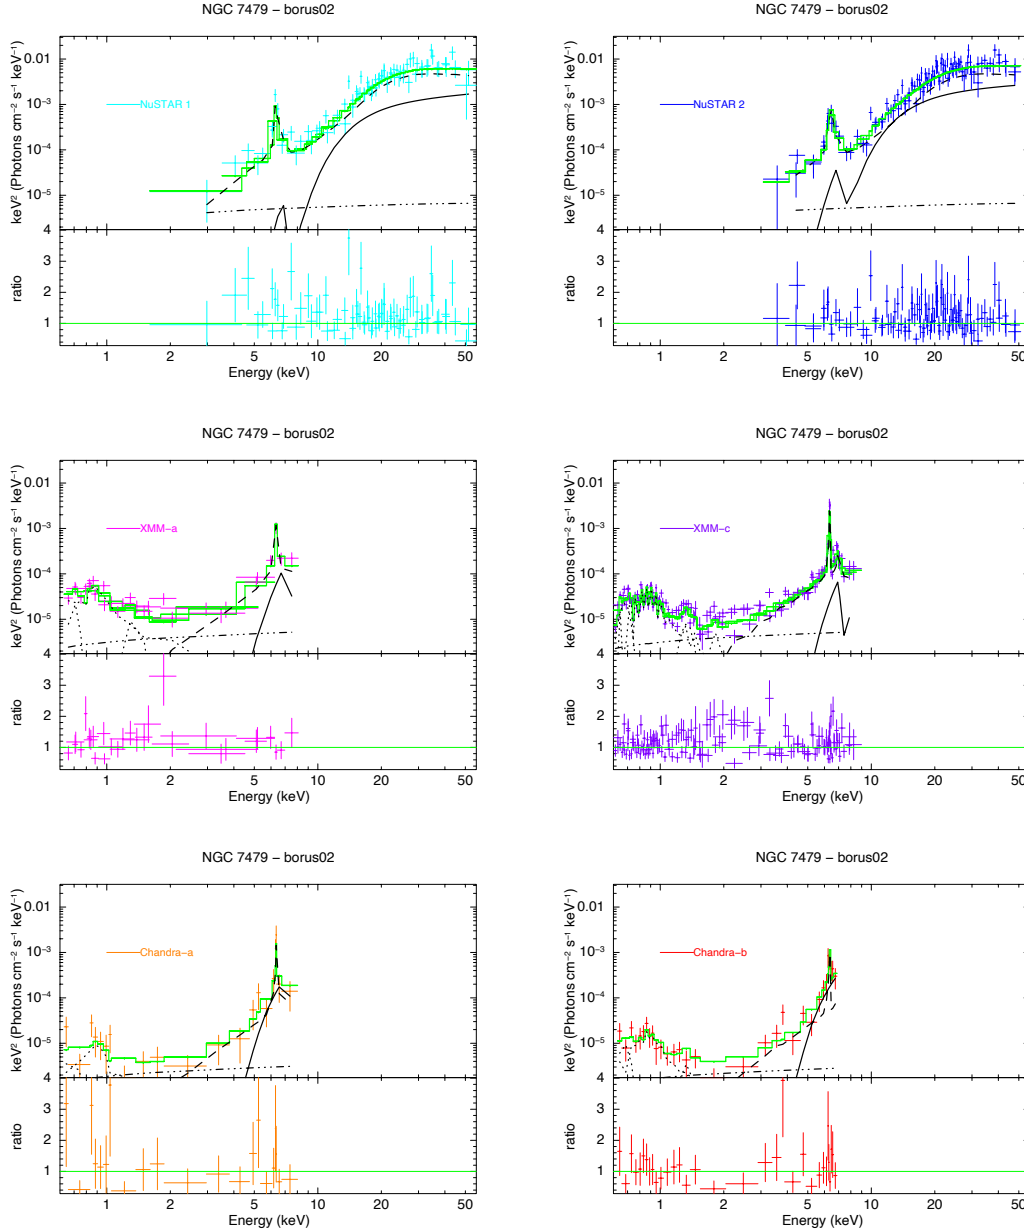 NGC 7479 − borus02
keV² (Photons cm⁻² s⁻¹ keV⁻¹)
0.01
10⁻³
10⁻⁴
10⁻⁵
NuSTAR 1
ratio
4
3
2
1
1 2 5 10 20 50
Energy (keV)
NGC 7479 − borus02
keV² (Photons cm⁻² s⁻¹ keV⁻¹)
0.01
10⁻³
10⁻⁴
10⁻⁵
NuSTAR 2
ratio
4
3
2
1
1 2 5 10 20 50
Energy (keV)
NGC 7479 − borus02
keV² (Photons cm⁻² s⁻¹ keV⁻¹)
0.01
10⁻³
10⁻⁴
10⁻⁵
XMM−a
ratio
4
3
2
1
1 2 5 10 20 50
Energy (keV)
NGC 7479 − borus02
keV² (Photons cm⁻² s⁻¹ keV⁻¹)
0.01
10⁻³
10⁻⁴
10⁻⁵
XMM−c
ratio
4
3
2
1
1 2 5 10 20 50
Energy (keV)
NGC 7479 − borus02
keV² (Photons cm⁻² s⁻¹ keV⁻¹)
0.01
10⁻³
10⁻⁴
10⁻⁵
Chandra−a
ratio
4
3
2
1
1 2 5 10 20 50
Energy (keV)
NGC 7479 − borus02
keV² (Photons cm⁻² s⁻¹ keV⁻¹)
0.01
10⁻³
10⁻⁴
10⁻⁵
Chandra−b
ratio
4
3
2
1
1 2 5 10 20 50
Energy (keV)